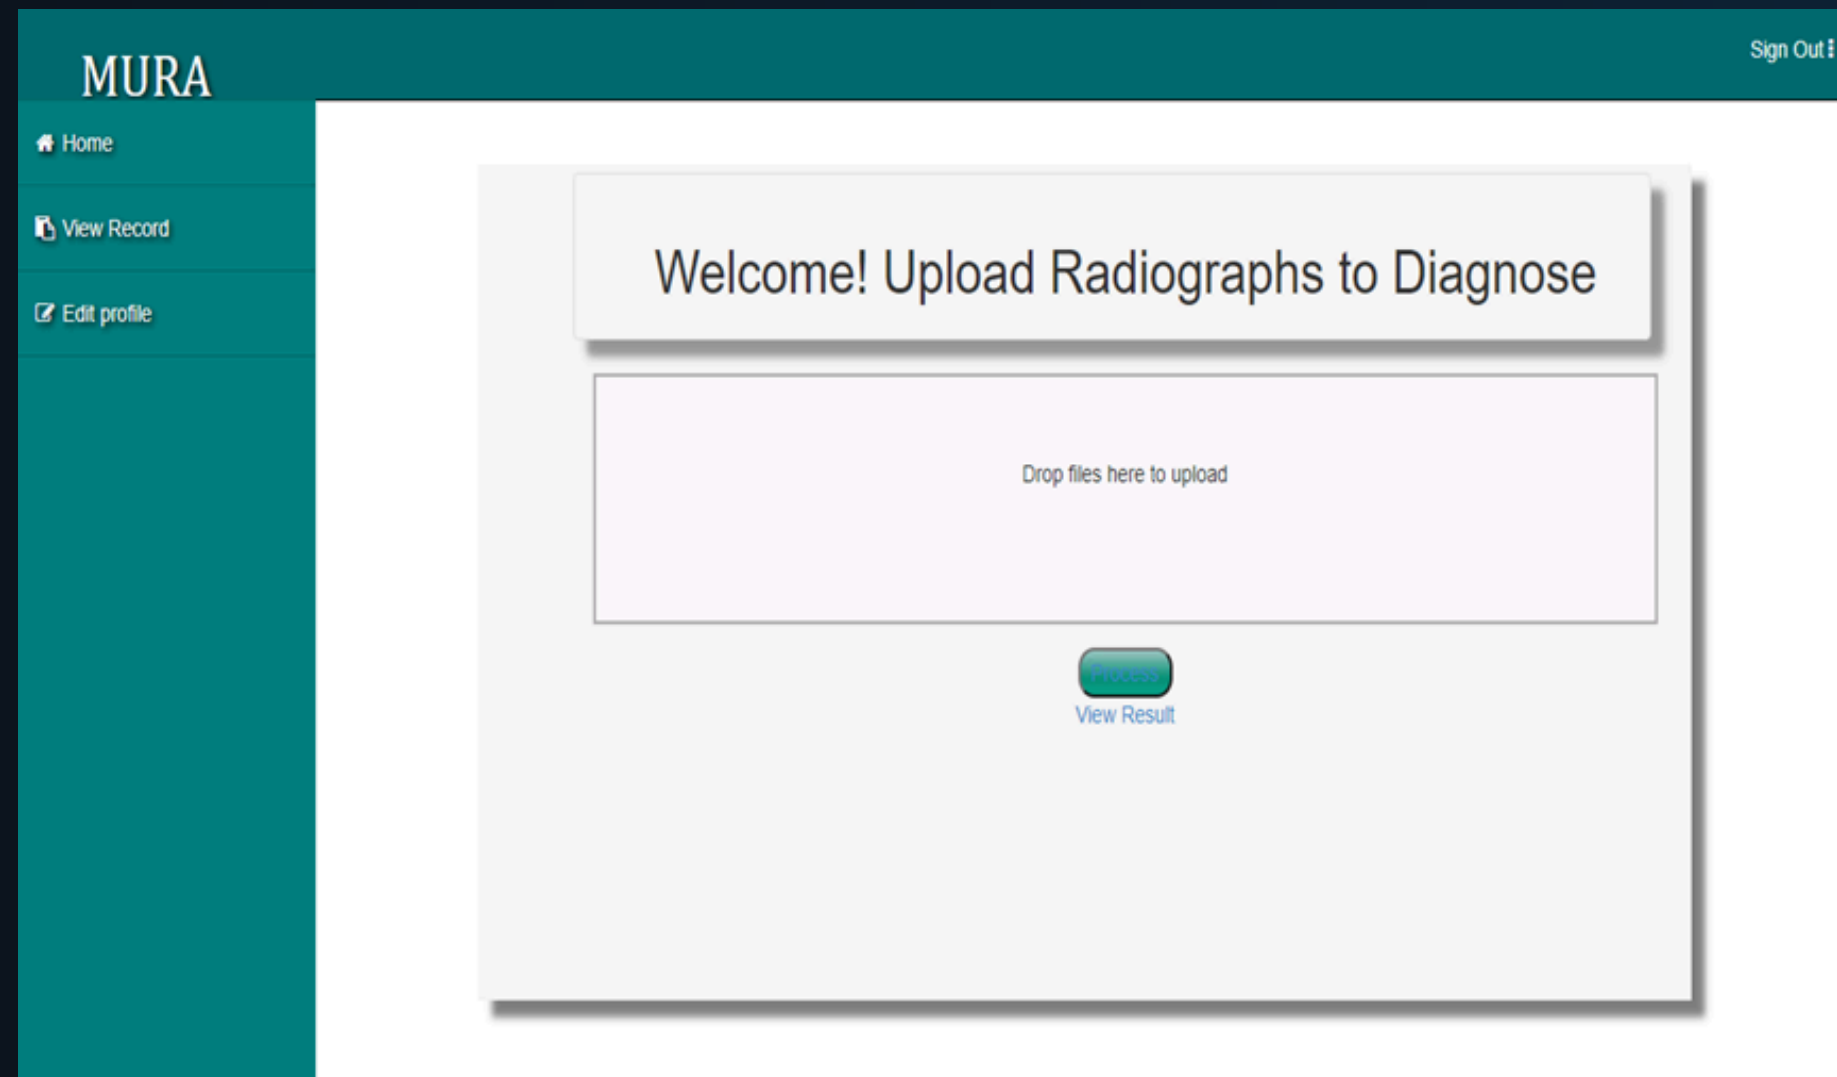 MURA
Sign Out
Home
View Record
Edit profile
Welcome! Upload Radiographs to Diagnose
Drop files here to upload
Process
View Result